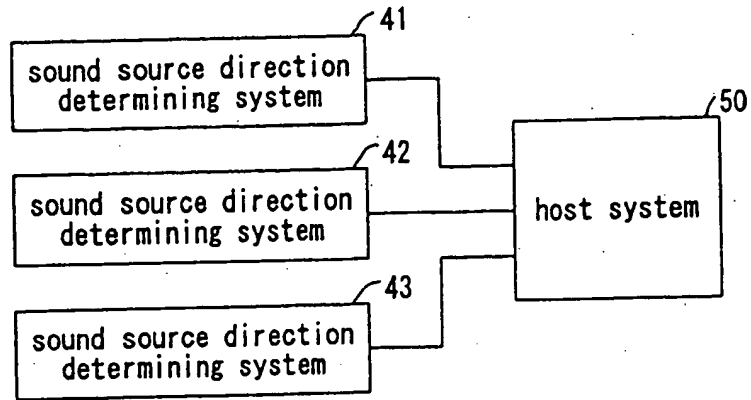 41
sound source direction
determining system
42
sound source direction
determining system
43
sound source direction
determining system
50
host system